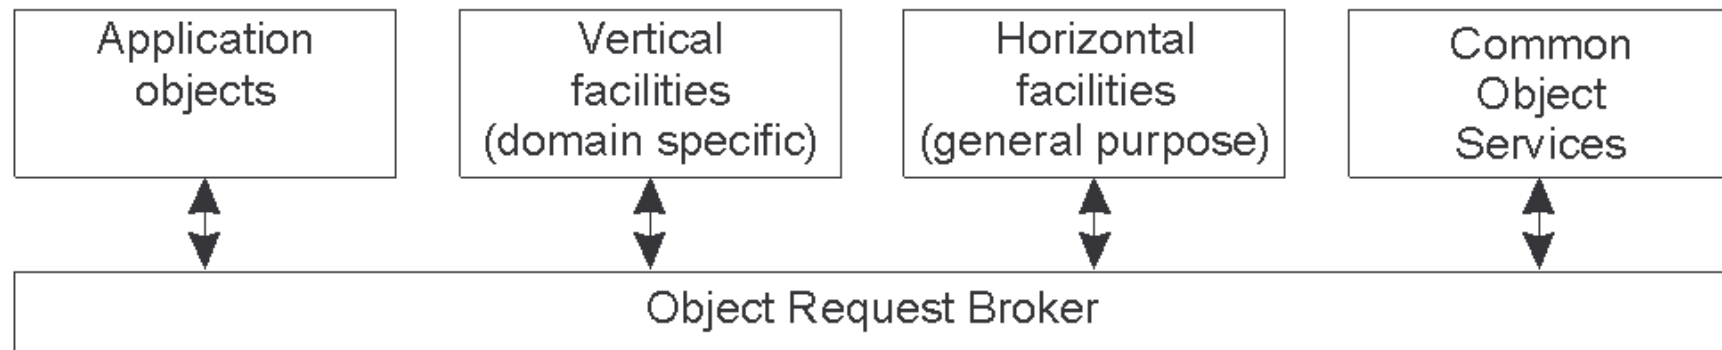 Application
objects
Vertical
facilities
(domain specific)
Horizontal
facilities
(general purpose)
Common
Object
Services
Object Request Broker